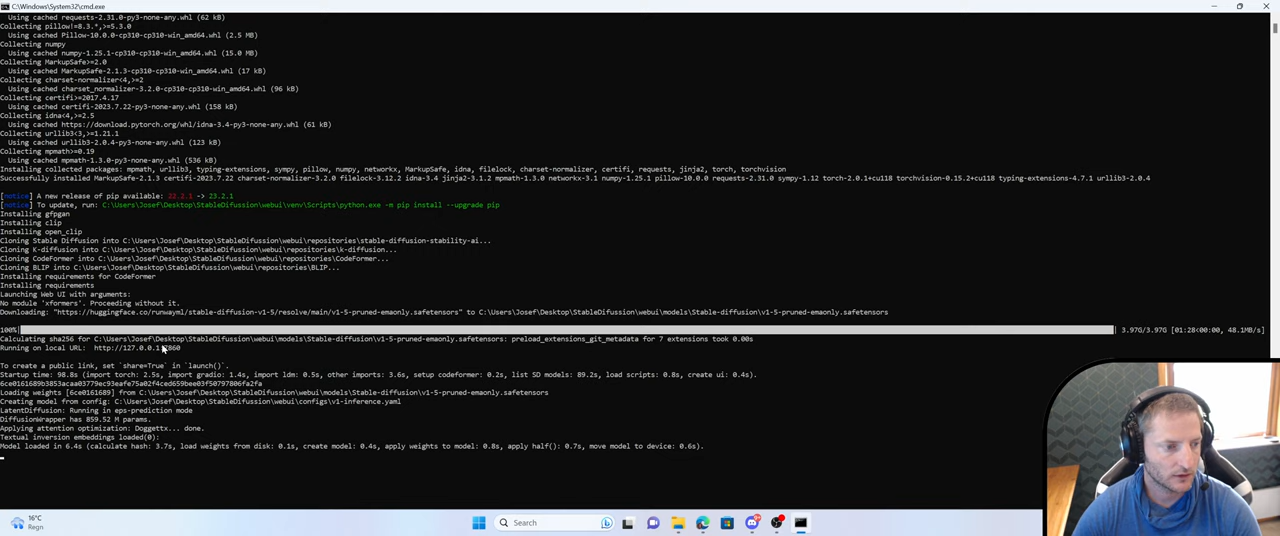 C:\Windows\System32\cmd.exe
Using cached requests-2.31.0-py3-none-any.whl (62 kB)
Collecting pillow!=8.3.*,>=5.3.0
Using cached Pillow-10.0.0-cp310-cp310-win_amd64.whl (2.5 MB)
Collecting numpy
Using cached numpy-1.25.1-cp310-cp310-win_amd64.whl (15.0 MB)
Collecting MarkupSafe>=2.0
Using cached MarkupSafe-2.1.3-cp310-cp310-win_amd64.whl (17 kB)
Collecting charset-normalizer<4,>=2
Using cached charset_normalizer-3.2.0-cp310-cp310-win_amd64.whl (96 kB)
Collecting certifi>=2017.4.17
Using cached certifi-2023.7.22-py3-none-any.whl (158 kB)
Collecting idna<4,>=2.5
Using cached https://download.pytorch.org/whl/idna-3.4-py3-none-any.whl (61 kB)
Collecting urllib3<3,>=1.21.1
Using cached urllib3-2.0.4-py3-none-any.whl (123 kB)
Collecting mpmath>=0.19
Using cached mpmath-1.3.0-py3-none-any.whl (536 kB)
Installing collected packages: mpmath, urllib3, typing-extensions, sympy, pillow, numpy, networkx, MarkupSafe, idna, filelock, charset-normalizer, certifi, requests, jinja2, torch, torchvision
Successfully installed MarkupSafe-2.1.3 certifi-2023.7.22 charset-normalizer-3.2.0 filelock-3.12.2 idna-3.4 jinja2-3.1.2 mpmath-1.3.0 networkx-3.1 numpy-1.25.1 pillow-10.0.0 requests-2.31.0 sympy-1.12 torch-2.0.1+cu118 torchvision-0.15.2+cu118 typing-extensions-4.7.1 urllib3-2.0.4
[notice] A new release of pip available: 22.2.1 -> 23.2.1
[notice] To update, run: C:\Users\Josef\Desktop\StableDifussion\webui\venv\Scripts\python.exe -m pip install --upgrade pip
Installing gfpgan
Installing clip
Installing open_clip
Cloning Stable Diffusion into C:\Users\Josef\Desktop\StableDifussion\webui\repositories\stable-diffusion-stability-ai...
Cloning K-diffusion into C:\Users\Josef\Desktop\StableDifussion\webui\repositories\k-diffusion...
Cloning CodeFormer into C:\Users\Josef\Desktop\StableDifussion\webui\repositories\CodeFormer...
Cloning BLIP into C:\Users\Josef\Desktop\StableDifussion\webui\repositories\BLIP...
Installing requirements for CodeFormer
Installing requirements
Launching Web UI with arguments:
No module 'xformers'. Proceeding without it.
Downloading: "https://huggingface.co/runwayml/stable-diffusion-v1-5/resolve/main/v1-5-pruned-emaonly.safetensors" to C:\Users\Josef\Desktop\StableDifussion\webui\models\Stable-diffusion\v1-5-pruned-emaonly.safetensors
100%| | 3.97G/3.97G [01:28<00:00, 48.1MB/s]
Calculating sha256 for C:\Users\Josef\Desktop\StableDifussion\webui\models\Stable-diffusion\v1-5-pruned-emaonly.safetensors: preload_extensions_git_metadata for 7 extensions took 0.00s
Running on local URL: http://127.0.0.1:7860
To create a public link, set `share=True` in `launch()`.
Startup time: 98.8s (import torch: 2.5s, import gradio: 1.4s, import ldm: 0.5s, other imports: 3.6s, setup codeformer: 0.2s, list SD models: 89.2s, load scripts: 0.8s, create ui: 0.4s).
6ce0161689b3853acaa03779ec93eafe75a02f4ced659bee03f50797806fa2fa
Loading weights [6ce0161689] from C:\Users\Josef\Desktop\StableDifussion\webui\models\Stable-diffusion\v1-5-pruned-emaonly.safetensors
Creating model from config: C:\Users\Josef\Desktop\StableDifussion\webui\configs\v1-inference.yaml
LatentDiffusion: Running in eps-prediction mode
DiffusionWrapper has 859.52 M params.
Applying attention optimization: Doggettx... done.
Textual inversion embeddings loaded(0):
Model loaded in 6.4s (calculate hash: 3.7s, load weights from disk: 0.1s, create model: 0.4s, apply weights to model: 0.8s, apply half(): 0.7s, move model to device: 0.6s).
16°C
Regn
Search